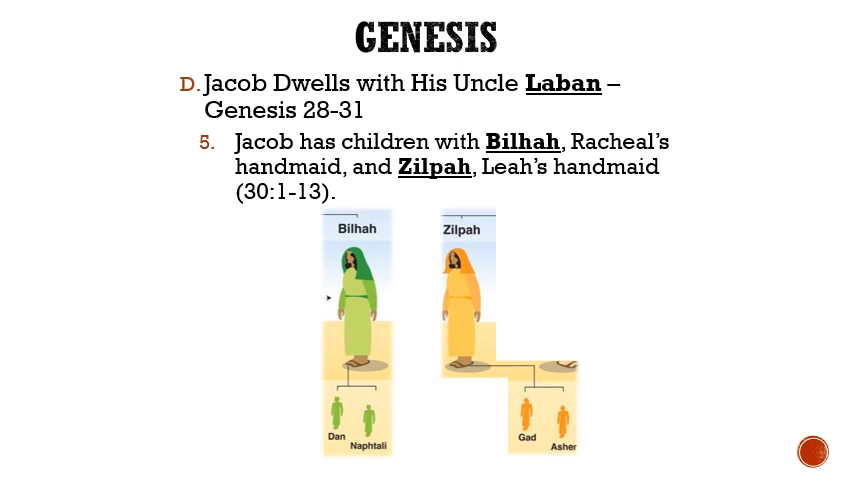 GENESIS
D. Jacob Dwells with His Uncle Laban –
Genesis 28-31
5. Jacob has children with Bilhah, Racheal's
handmaid, and Zilpah, Leah's handmaid
(30:1-13).
Bilhah
Zilpah
Dan
Naphtali
Gad
Asher